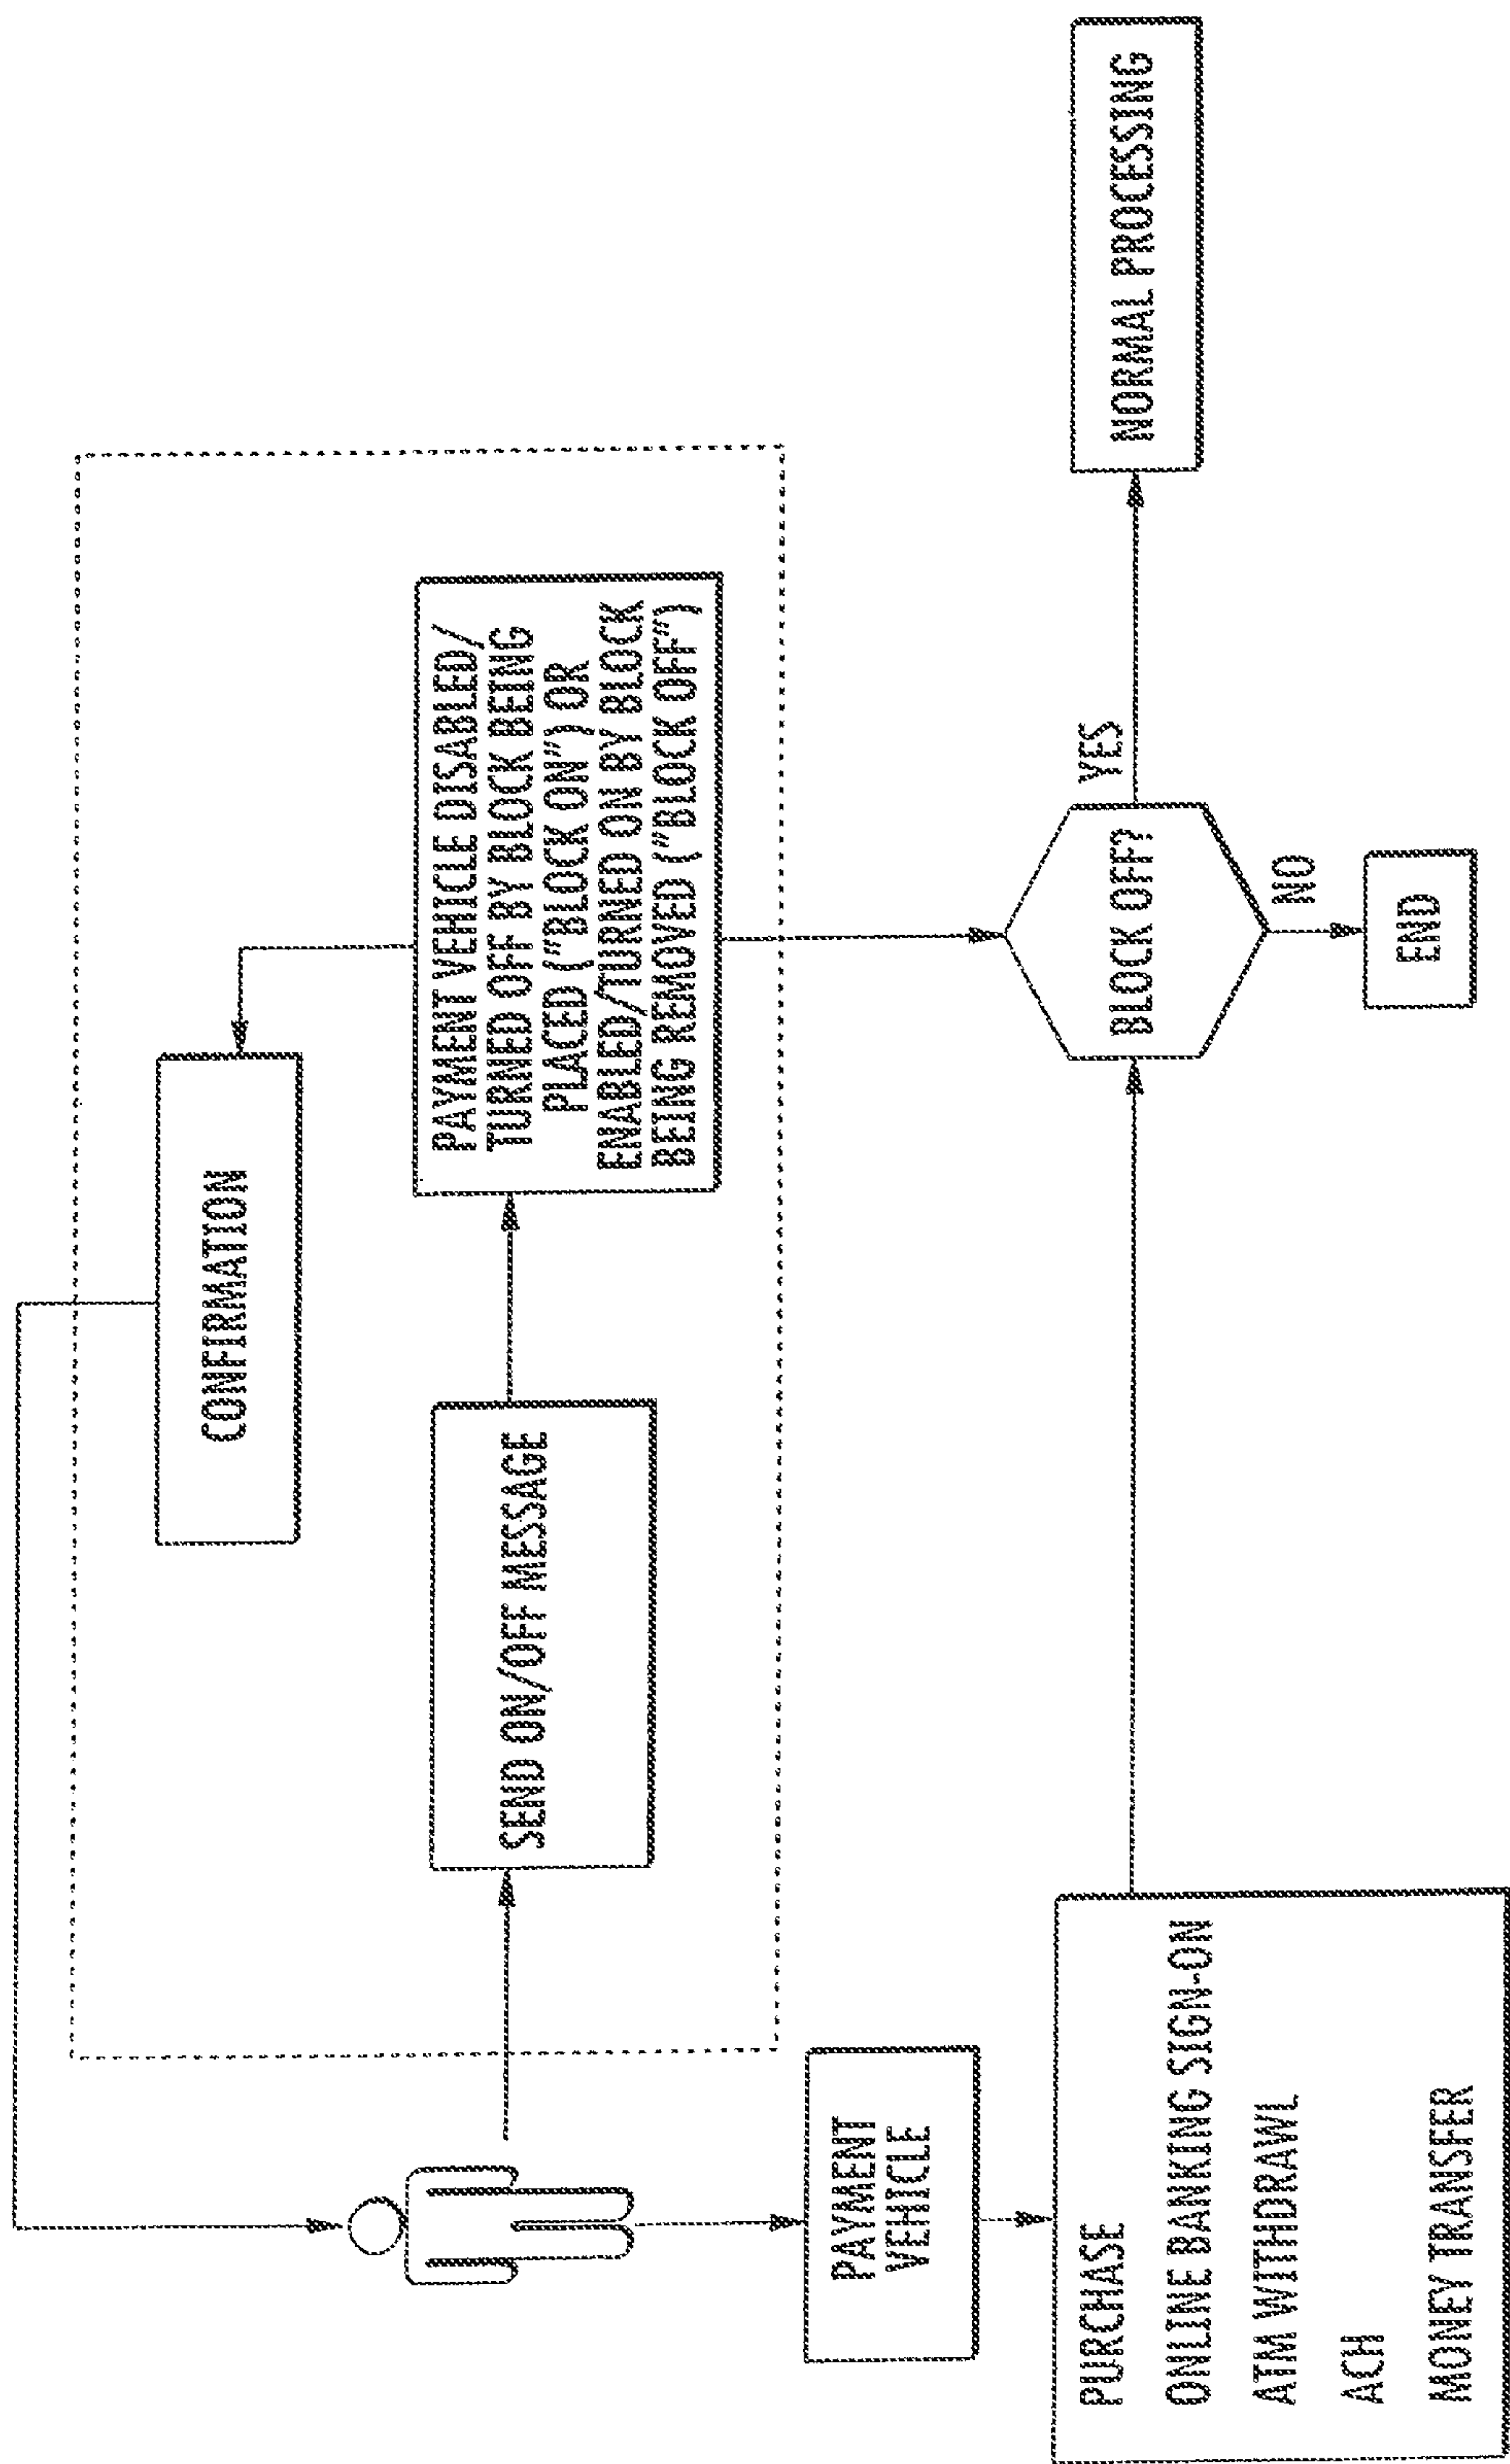 CONFIRMATION
SEND ON/OFF MESSAGE
PAYMENT VEHICLE DISABLED/
TURNED OFF BY BLOCK BEING
PLACED ("BLOCK ON") OR
ENABLED/TURNED ON BY BLOCK
BEING REMOVED ("BLOCK OFF")
PAYMENT
VEHICLE
PURCHASE
ONLINE BANKING SIGN-ON
ATM WITHDRAWL
ACH
MONEY TRANSFER
BLOCK OFF?
YES
NORMAL PROCESSING
NO
END